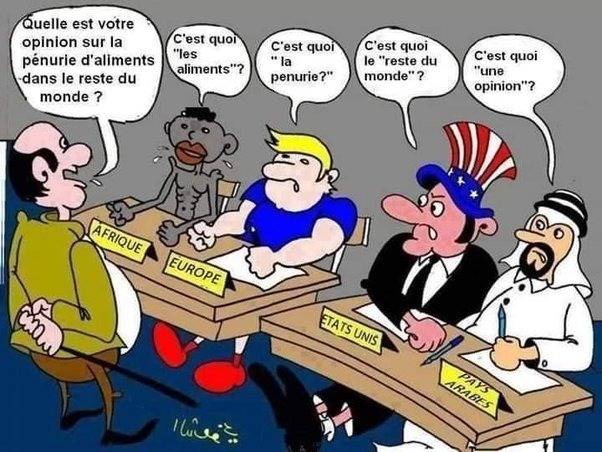 Quelle est votre
opinion sur la
pénurie d'aliments
dans le reste du
monde ?
C'est quoi
"les
aliments"?
C'est quoi
" la
penurie?"
C'est quoi
le "reste du
monde"?
C'est quoi
"une
opinion"?
AFRIQUE
EUROPE
ETATS UNIS
PAYS
ARABES